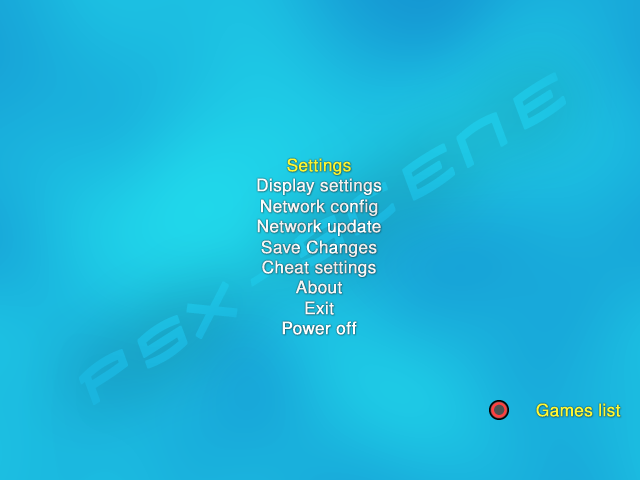 Settings
Display settings
Network config
Network update
Save Changes
Cheat settings
About
Exit
Power off
Games list
PSX-SCENE